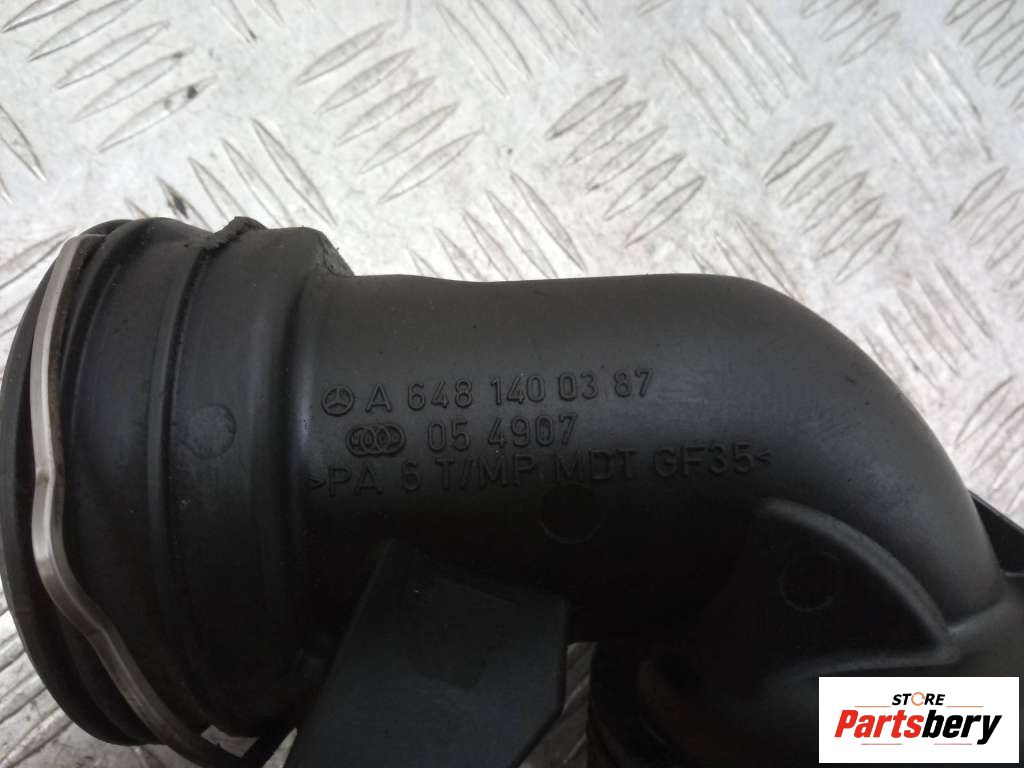 A 648 140 03 87
05 4907
>PA 6 T/MP MDT GF35<
STORE
Partsbery